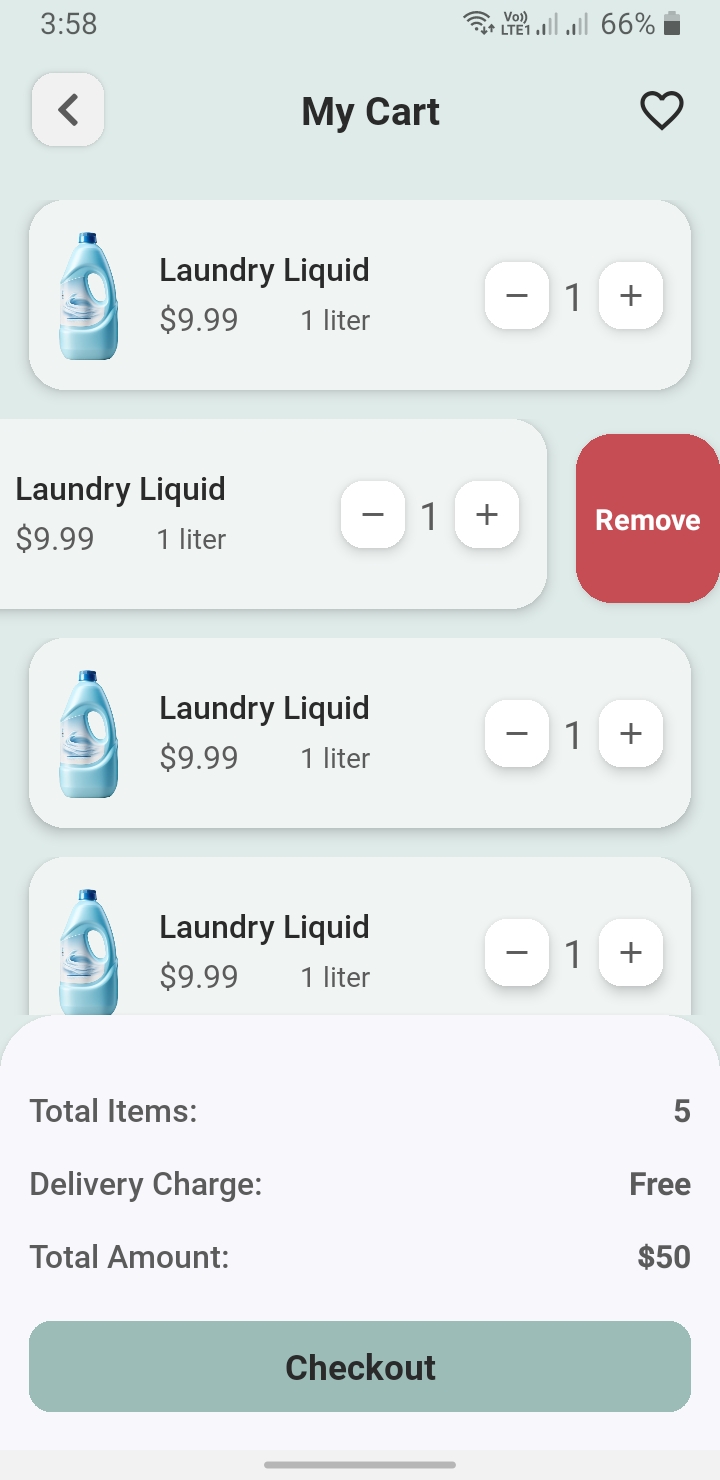 3:58 Vo)) LTE1 66%
My Cart
Laundry Liquid
$9.99 1 liter
− 1 +
Laundry Liquid
$9.99 1 liter
− 1 +
Remove
Laundry Liquid
$9.99 1 liter
− 1 +
Laundry Liquid
$9.99 1 liter
− 1 +
Total Items: 5
Delivery Charge: Free
Total Amount: $50
Checkout